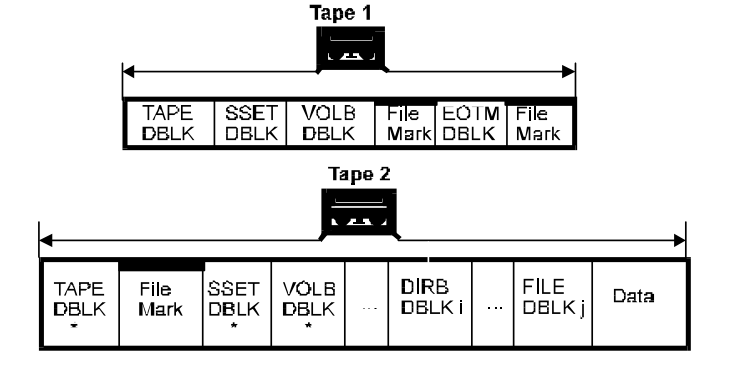 Tape 1
TAPE SSET VOLB File EOTM File
DBLK DBLK DBLK Mark DBLK Mark
Tape 2
TAPE File SSET VOLB ... DIRB ... FILE Data
DBLK Mark DBLK DBLK DBLK i DBLK j
* * *